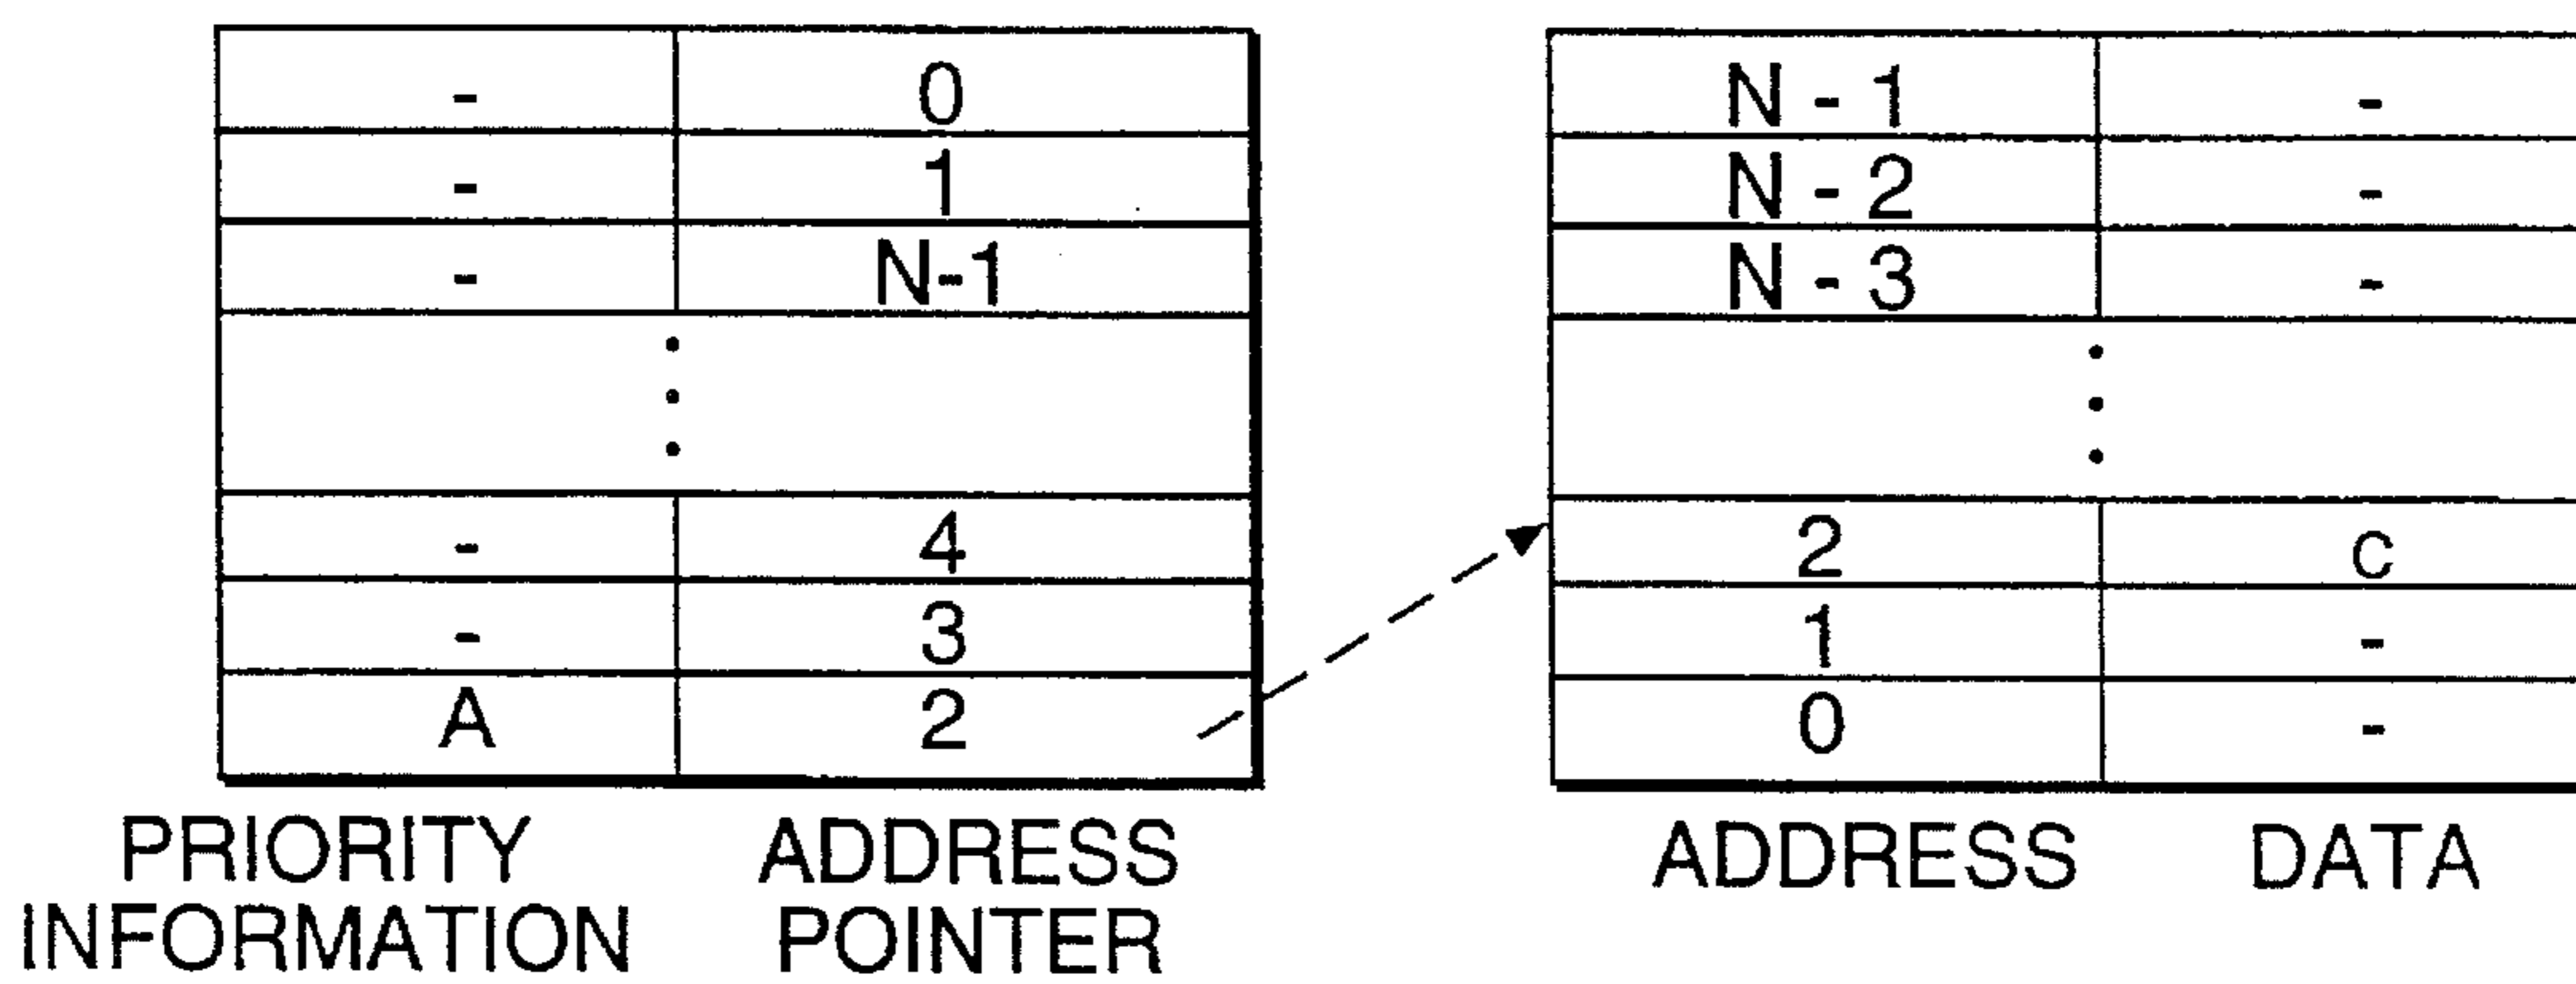 - 0 N - 1 -
- 1 N - 2 -
- N-1 N - 3 -
- 4 2 C
- 3 1 -
A 2 0 -
PRIORITY ADDRESS ADDRESS DATA
INFORMATION POINTER